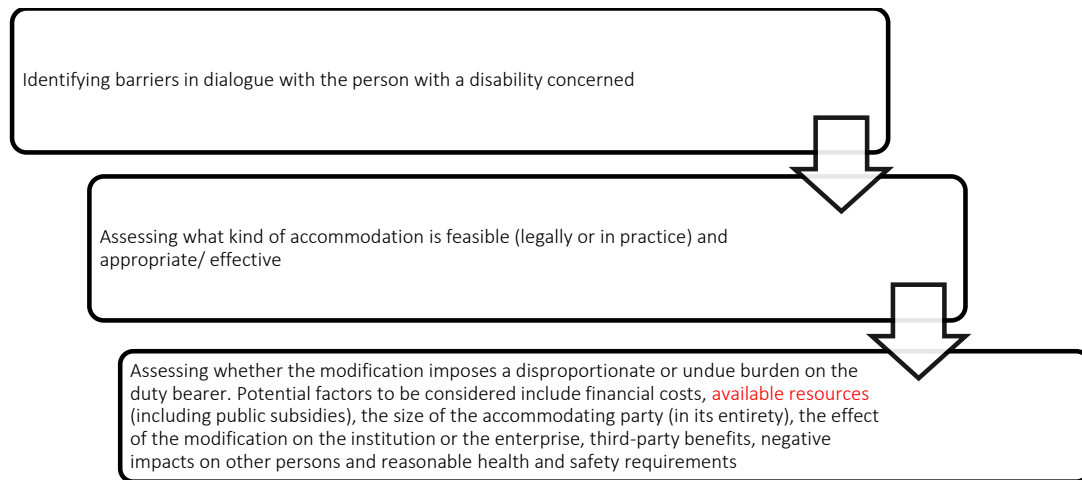 Identifying barriers in dialogue with the person with a disability concerned
Assessing what kind of accommodation is feasible (legally or in practice) and
appropriate/ effective
Assessing whether the modification imposes a disproportionate or undue burden on the
duty bearer. Potential factors to be considered include financial costs, available resources
(including public subsidies), the size of the accommodating party (in its entirety), the effect
of the modification on the institution or the enterprise, third-party benefits, negative
impacts on other persons and reasonable health and safety requirements